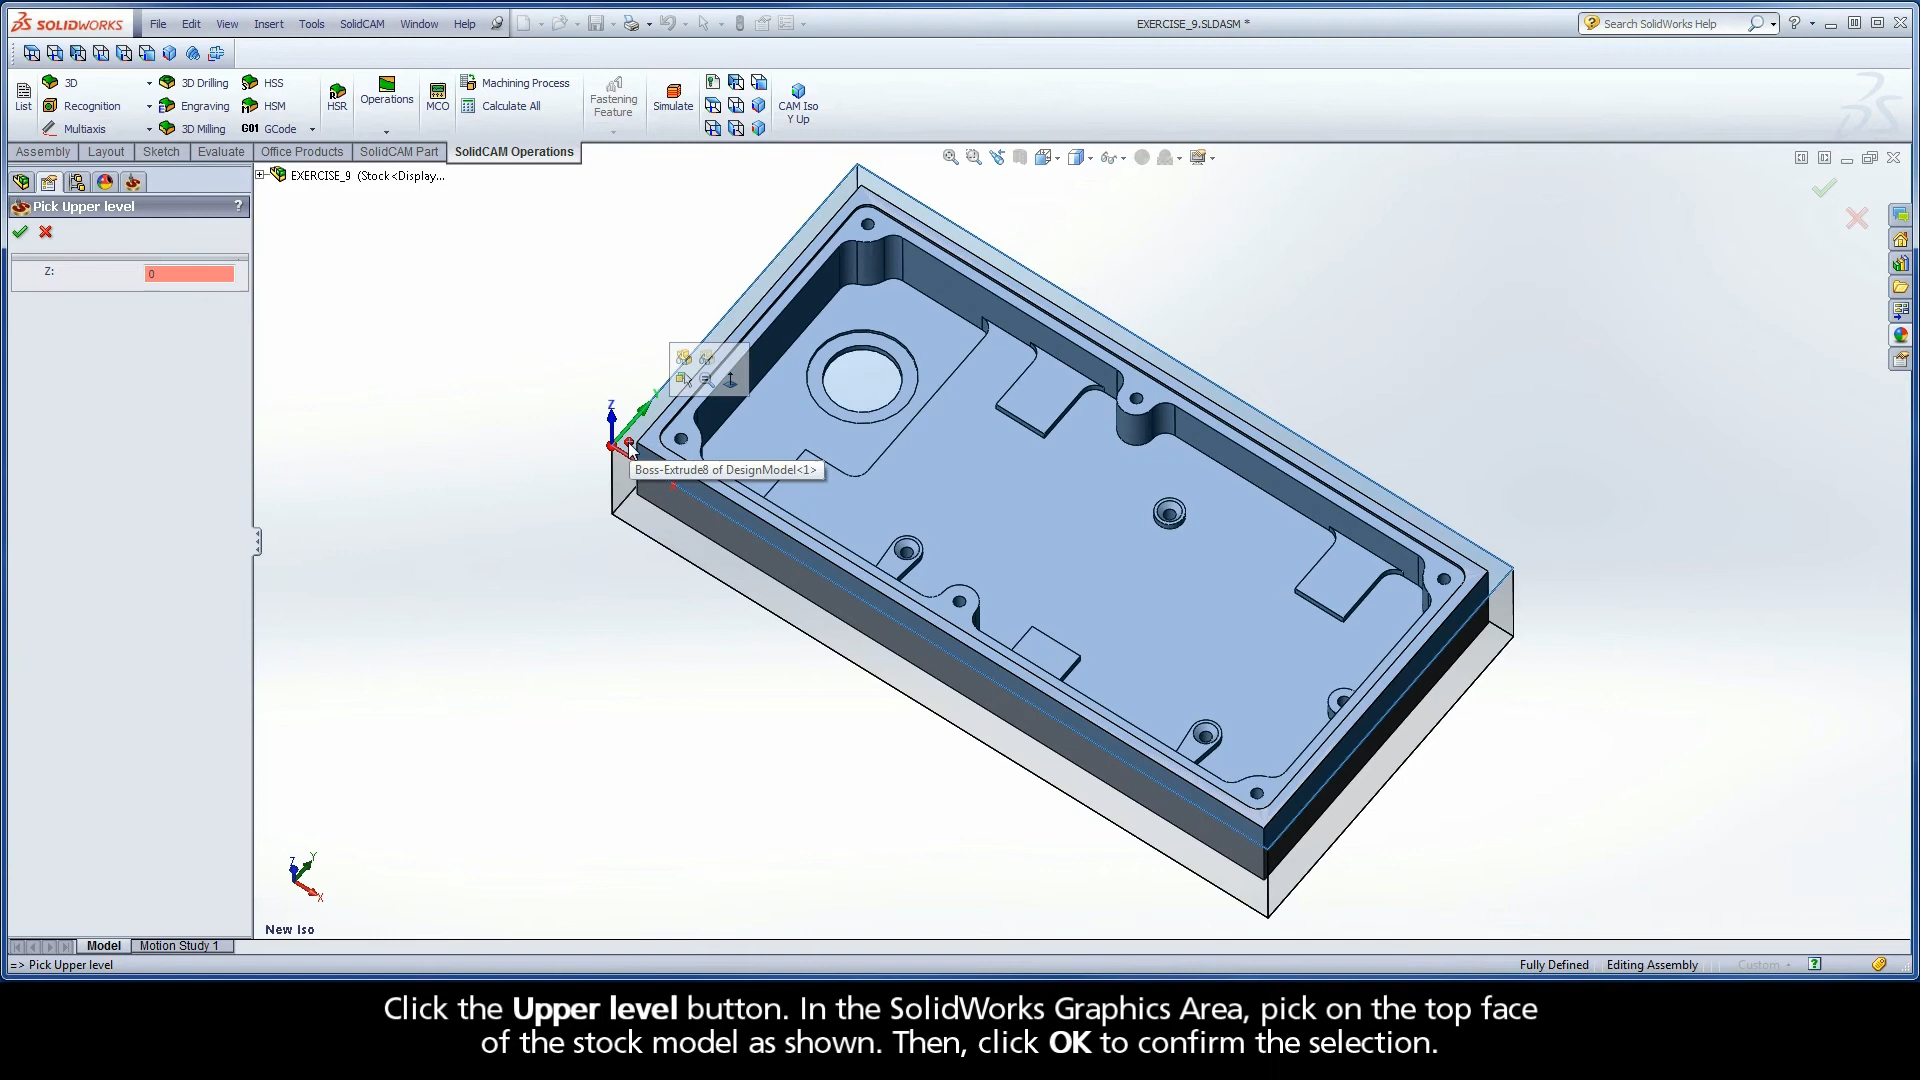 SOLIDWORKS File Edit View Insert Tools SolidCAM Window Help
EXERCISE_9.SLDASM *
Search SolidWorks Help
3D 3D Drilling HSS Machining Process
List Recognition Engraving HSM HSR Operations MCO Calculate All Fastening Feature Simulate CAM Iso Y Up
Multiaxis 3D Milling G01 GCode
Assembly Layout Sketch Evaluate Office Products SolidCAM Part SolidCAM Operations
EXERCISE_9 (Stock<Display...
Pick Upper level ?
Z: 0
Z
Boss-Extrude8 of DesignModel<1>
Z Y
X
New Iso
Model Motion Study 1
=> Pick Upper level
Fully Defined Editing Assembly Custom
Click the Upper level button. In the SolidWorks Graphics Area, pick on the top face
of the stock model as shown. Then, click OK to confirm the selection.